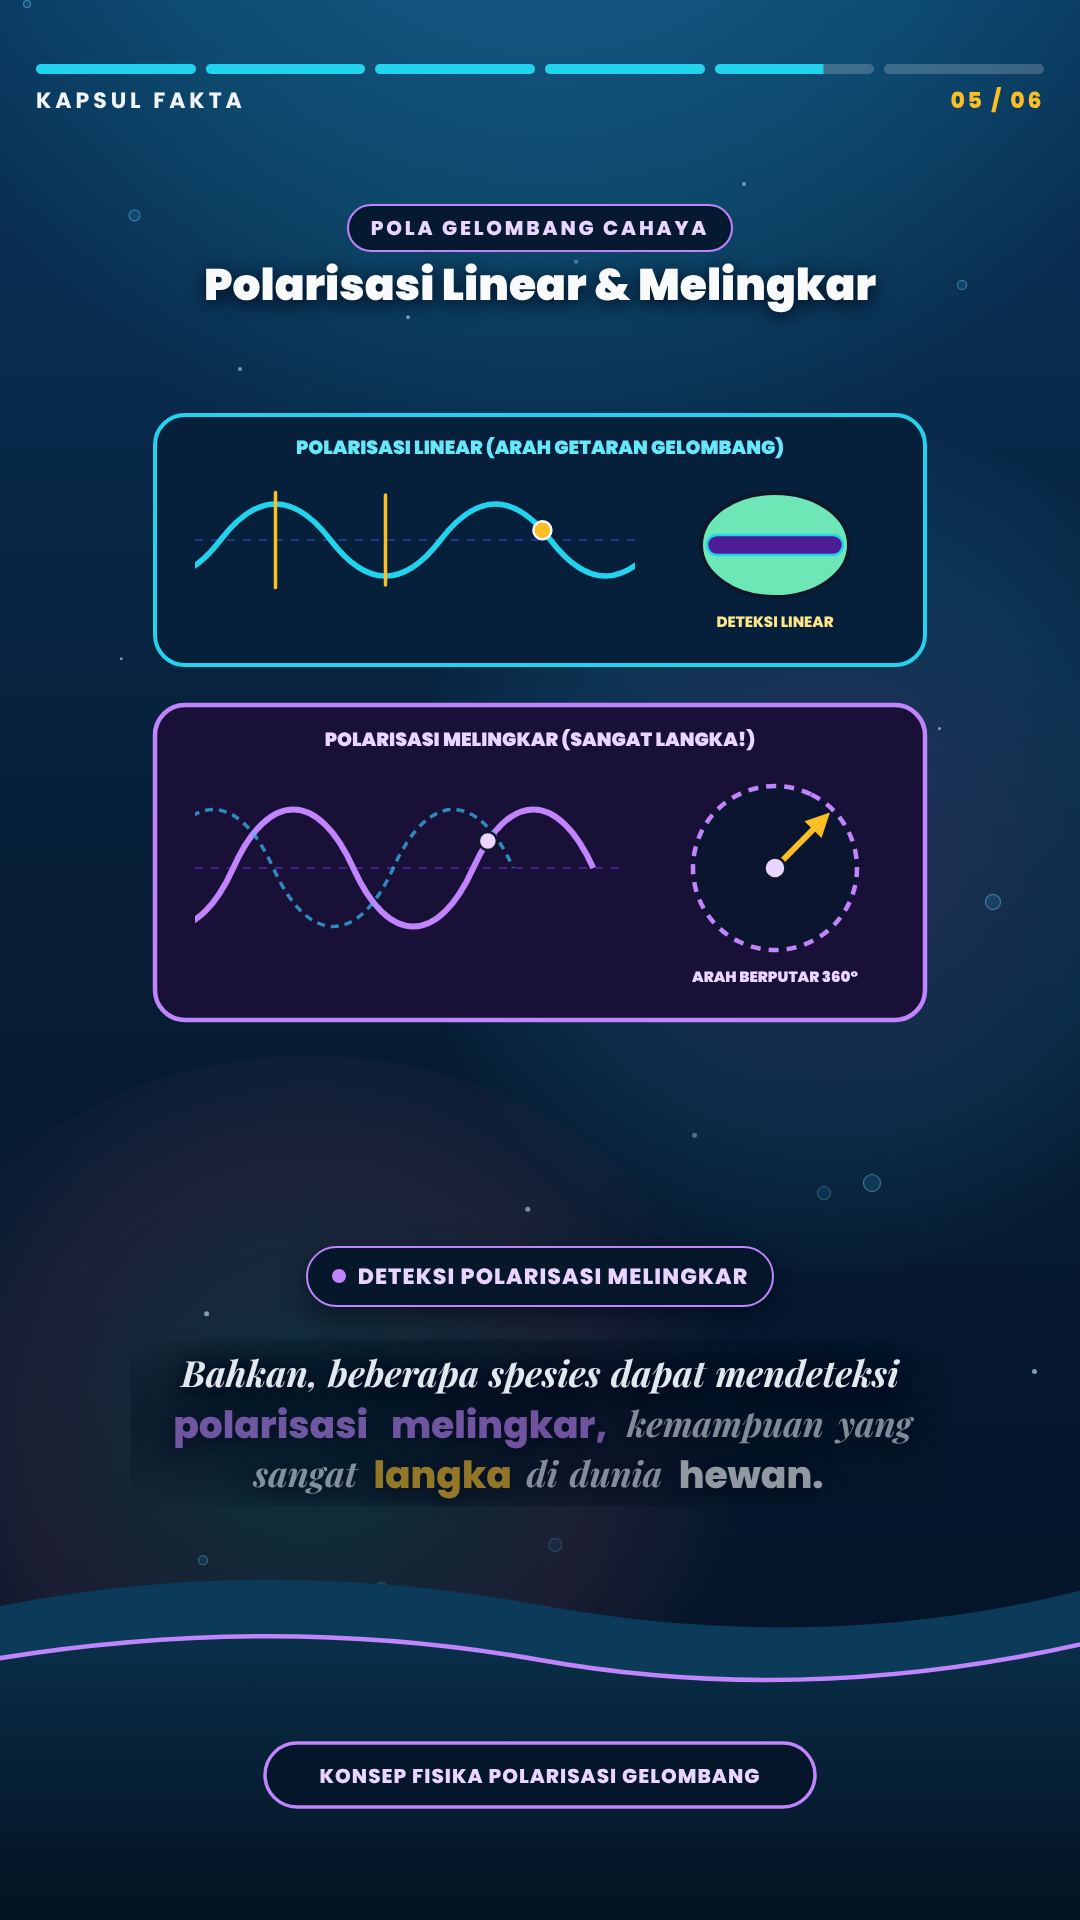 KAPSUL FAKTA
05 / 06
POLA GELOMBANG CAHAYA
Polarisasi Linear & Melingkar
POLARISASI LINEAR (ARAH GETARAN GELOMBANG)
DETEKSI LINEAR
POLARISASI MELINGKAR (SANGAT LANGKA!)
ARAH BERPUTAR 360°
DETEKSI POLARISASI MELINGKAR
Bahkan, beberapa spesies dapat mendeteksi
polarisasi melingkar, kemampuan yang
sangat langka di dunia hewan.
KONSEP FISIKA POLARISASI GELOMBANG